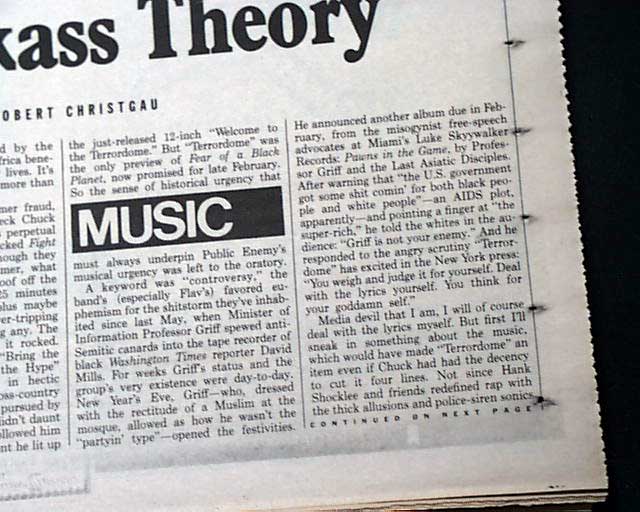 kass Theory
OBERT CHRISTGAU
d by the
frica bene-
lives. It's
more than
mer fraud,
eck Chuck
perpetual
cked Fight
ough they
mer, what
oof off the
25 minutes
plus maybe
er-tripping
g any. The
it rocked.
"Bring the
the Hype"
in hectic
oss-country
pursued by
idn't daunt
ollowed him
nt he lit up
the just-released 12-inch "Welcome to
the Terrordome." But "Terrordome" was
the only preview of Fear of a Black
Planet, now promised for late February.
So the sense of historical urgency that
MUSIC
must always underpin Public Enemy's
musical urgency was left to the oratory.
A keyword was "controversy," the
band's (especially Flav's) favored eu-
phemism for the shitstorm they've inhab-
ited since last May, when Minister of
Information Professor Griff spewed anti-
Semitic canards into the tape recorder of
black Washington Times reporter David
Mills. For weeks Griff's status and the
group's very existence were day-to-day.
New Year's Eve, Griff—who, dressed
with the rectitude of a Muslim at the
mosque, allowed as how he wasn't the
"partyin' type"—opened the festivities.
He announced another album due in Feb-
ruary, from the misogynist free-speech
advocates at Miami's Luke Skyywalker
Records: Pawns in the Game, by Profes-
sor Griff and the Last Asiatic Disciples.
After warning that "the U.S. government
got some shit comin' for both black peo-
ple and white people"—an AIDS plot,
apparently—and pointing a finger at "the
super-rich," he told the whites in the au-
dience: "Griff is not your enemy." And he
responded to the angry scrutiny "Terror-
dome" has excited in the New York press:
"You weigh and judge it for yourself. Deal
with the lyrics yourself. You think for
your goddamn self."
Media devil that I am, I will of course
deal with the lyrics myself. But first I'll
sneak in something about the music,
which would have made "Terrordome" an
item even if Chuck had had the decency
to cut it four lines. Not since Hank
Shocklee and friends redefined rap with
the thick allusions and police-siren sonics
CONTINUED ON NEXT PAGE